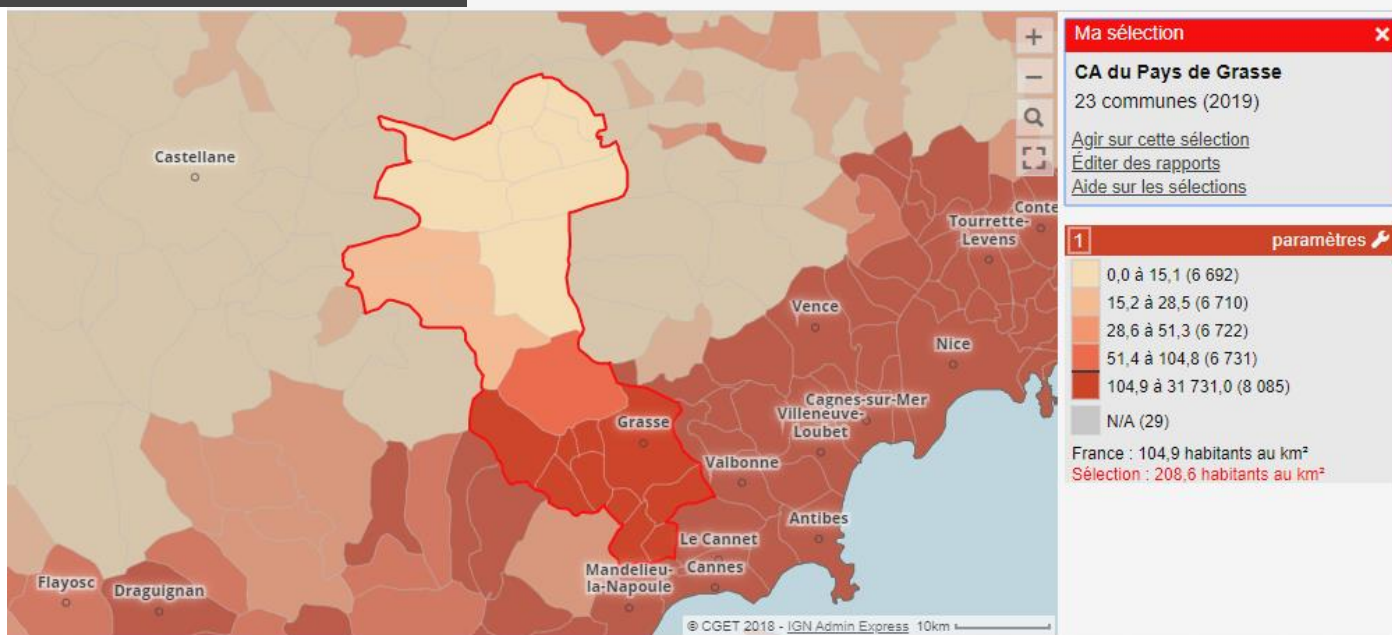 Castellane
Conte
Tourrette-
Levens
Vence
Nice
Cagnes-sur-Mer
Villeneuve-
Loubet
Grasse
Valbonne
Antibes
Le Cannet
Mandelieu-
la-Napoule
Cannes
Flayosc
Draguignan
© CGET 2018 - IGN Admin Express 10km
Ma sélection
CA du Pays de Grasse
23 communes (2019)
Agir sur cette sélection
Éditer des rapports
Aide sur les sélections
1 paramètres
0,0 à 15,1 (6 692)
15,2 à 28,5 (6 710)
28,6 à 51,3 (6 722)
51,4 à 104,8 (6 731)
104,9 à 31 731,0 (8 085)
N/A (29)
France : 104,9 habitants au km²
Sélection : 208,6 habitants au km²